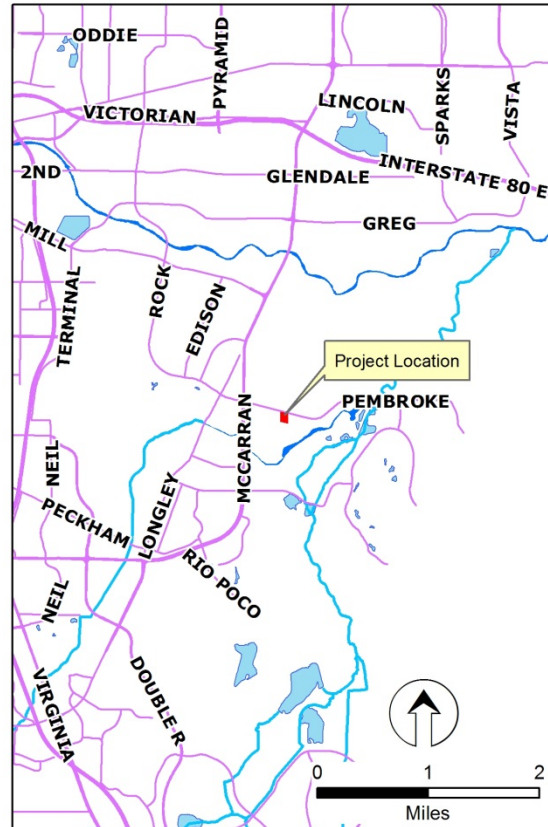 ODDIE
PYRAMID
VICTORIAN
LINCOLN
SPARKS
VISTA
INTERSTATE 80 E
2ND
GLENDALE
GREG
MILL
TERMINAL
ROCK
EDISON
Project Location
PEMBROKE
MCCARRAN
NEIL
PECKHAM
LONGLEY
RIO POCO
NEIL
VIRGINIA
DOUBLE R
0 1 2
Miles